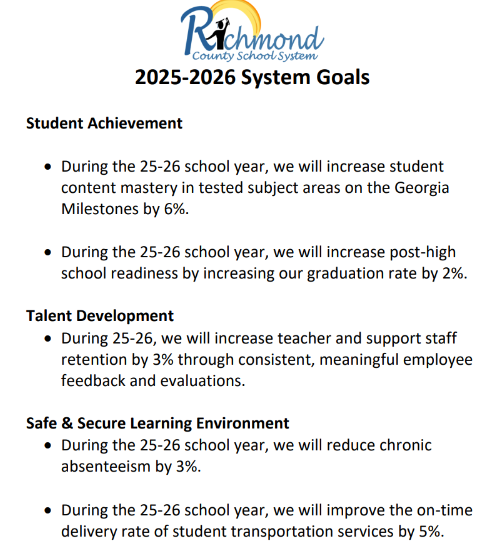 Richmond
County School System
2025-2026 System Goals
Student Achievement
• During the 25-26 school year, we will increase student
content mastery in tested subject areas on the Georgia
Milestones by 6%.
• During the 25-26 school year, we will increase post-high
school readiness by increasing our graduation rate by 2%.
Talent Development
• During 25-26, we will increase teacher and support staff
retention by 3% through consistent, meaningful employee
feedback and evaluations.
Safe & Secure Learning Environment
• During the 25-26 school year, we will reduce chronic
absenteeism by 3%.
• During the 25-26 school year, we will improve the on-time
delivery rate of student transportation services by 5%.